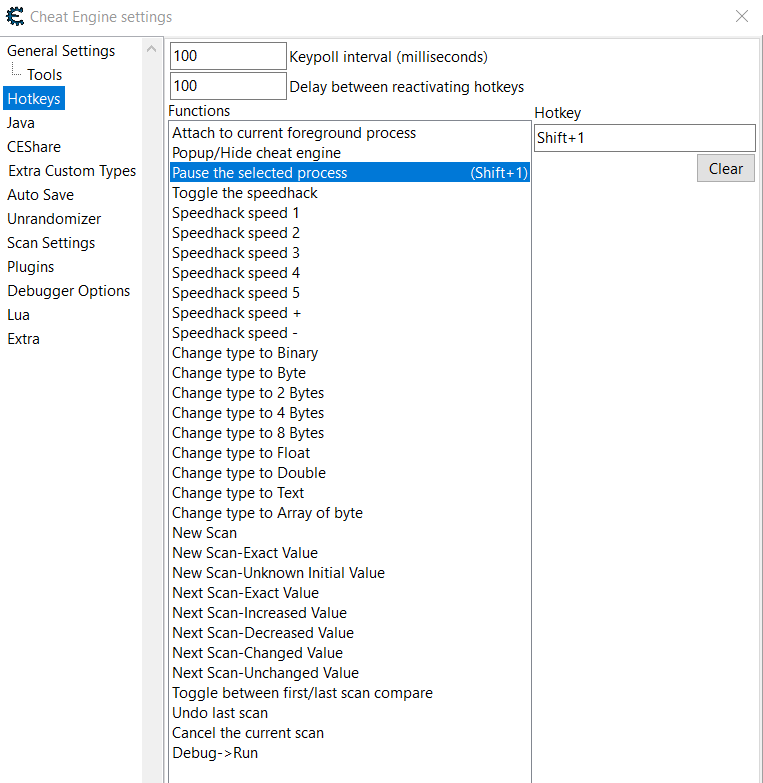 Cheat Engine settings
General Settings
Tools
Hotkeys
Java
CEShare
Extra Custom Types
Auto Save
Unrandomizer
Scan Settings
Plugins
Debugger Options
Lua
Extra
100 Keypoll interval (milliseconds)
100 Delay between reactivating hotkeys
Functions
Attach to current foreground process
Popup/Hide cheat engine
Pause the selected process (Shift+1)
Toggle the speedhack
Speedhack speed 1
Speedhack speed 2
Speedhack speed 3
Speedhack speed 4
Speedhack speed 5
Speedhack speed +
Speedhack speed -
Change type to Binary
Change type to Byte
Change type to 2 Bytes
Change type to 4 Bytes
Change type to 8 Bytes
Change type to Float
Change type to Double
Change type to Text
Change type to Array of byte
New Scan
New Scan-Exact Value
New Scan-Unknown Initial Value
Next Scan-Exact Value
Next Scan-Increased Value
Next Scan-Decreased Value
Next Scan-Changed Value
Next Scan-Unchanged Value
Toggle between first/last scan compare
Undo last scan
Cancel the current scan
Debug->Run
Hotkey
Shift+1
Clear